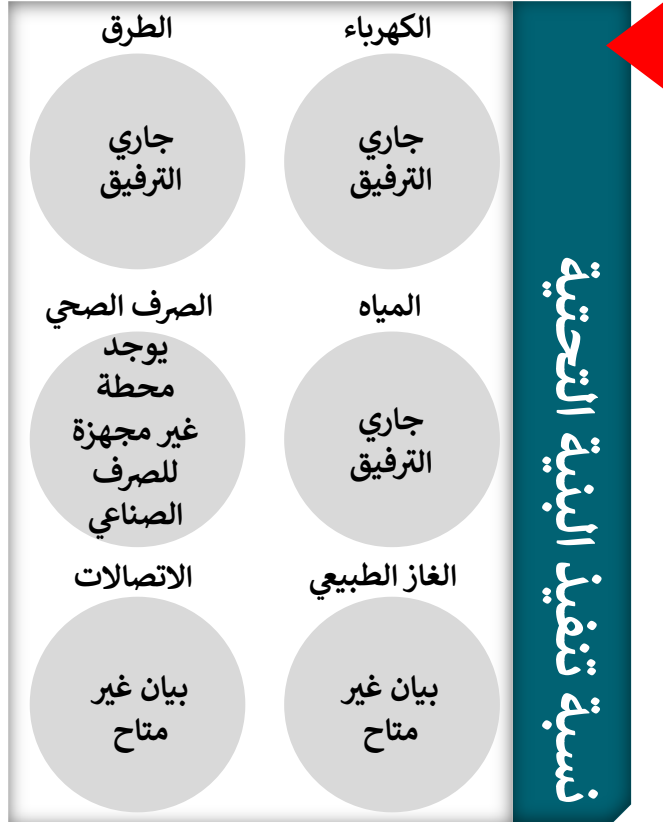 نسبة تنفيذ البنية التحتية
الكهرباء
جاري
الترفيق
الطرق
جاري
الترفيق
المياه
جاري
الترفيق
الصرف الصحي
يوجد
محطة
غير مجهزة
للصرف
الصناعي
الغاز الطبيعي
بيان غير
متاح
الاتصالات
بيان غير
متاح